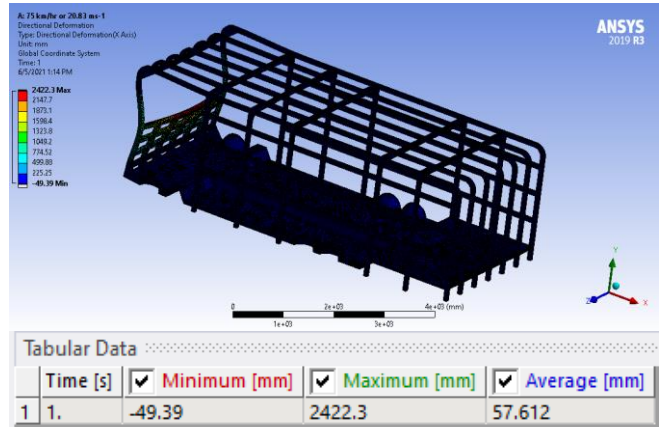 A: 75 km/hr or 20.83 ms-1
Directional Deformation
Type: Directional Deformation(X Axis)
Unit: mm
Global Coordinate System
Time: 1
6/5/2021 1:14 PM
2422.3 Max
2147.7
1873.1
1598.4
1323.8
1049.2
774.52
499.88
225.25
-49.39 Min
ANSYS
2019 R3
0
2e+03
4e+03 (mm)
1e+03
3e+03
Y
Z
X
Tabular Data
Time [s] Minimum [mm] Maximum [mm] Average [mm]
1 1. -49.39 2422.3 57.612